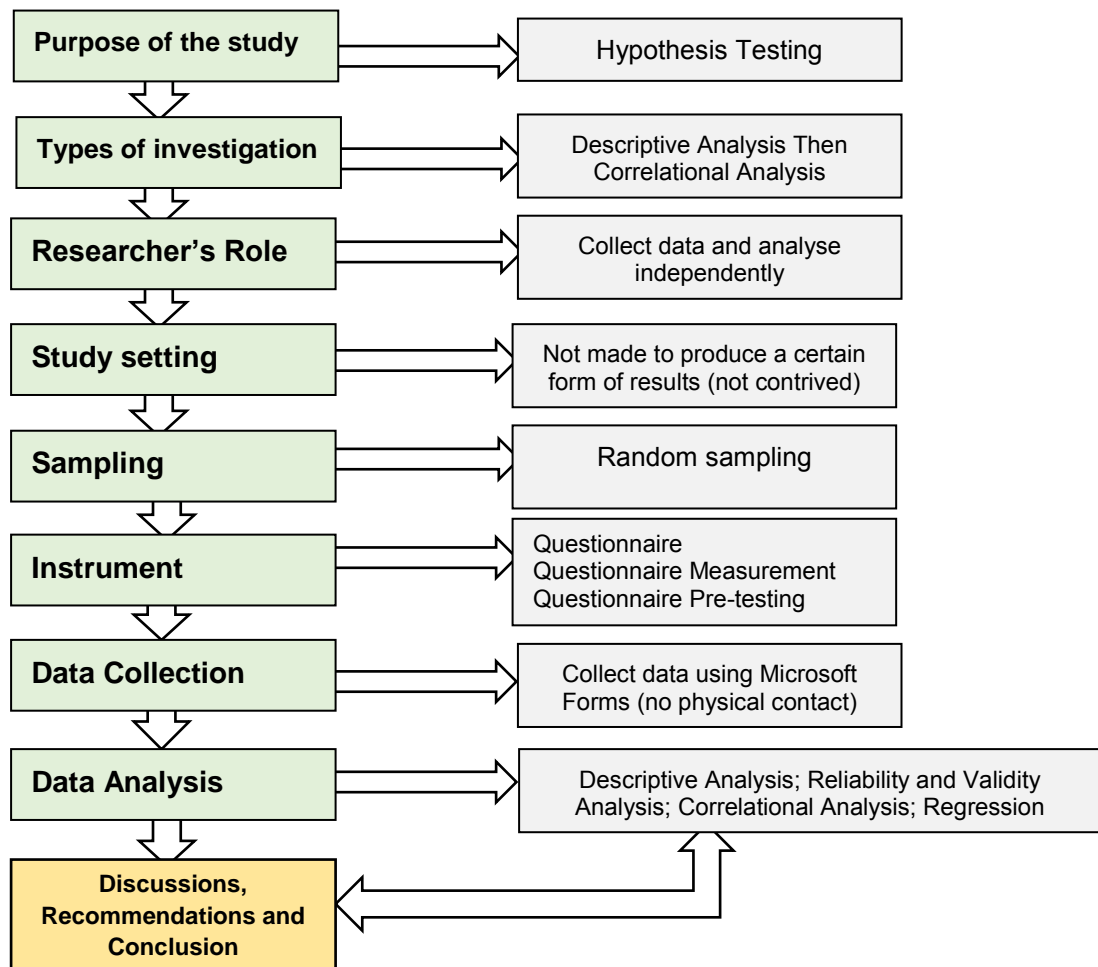 Purpose of the study
Hypothesis Testing
Types of investigation
Descriptive Analysis Then
Correlational Analysis
Researcher’s Role
Collect data and analyse
independently
Study setting
Not made to produce a certain
form of results (not contrived)
Sampling
Random sampling
Instrument
Questionnaire
Questionnaire Measurement
Questionnaire Pre-testing
Data Collection
Collect data using Microsoft
Forms (no physical contact)
Data Analysis
Descriptive Analysis; Reliability and Validity
Analysis; Correlational Analysis; Regression
Discussions,
Recommendations and
Conclusion